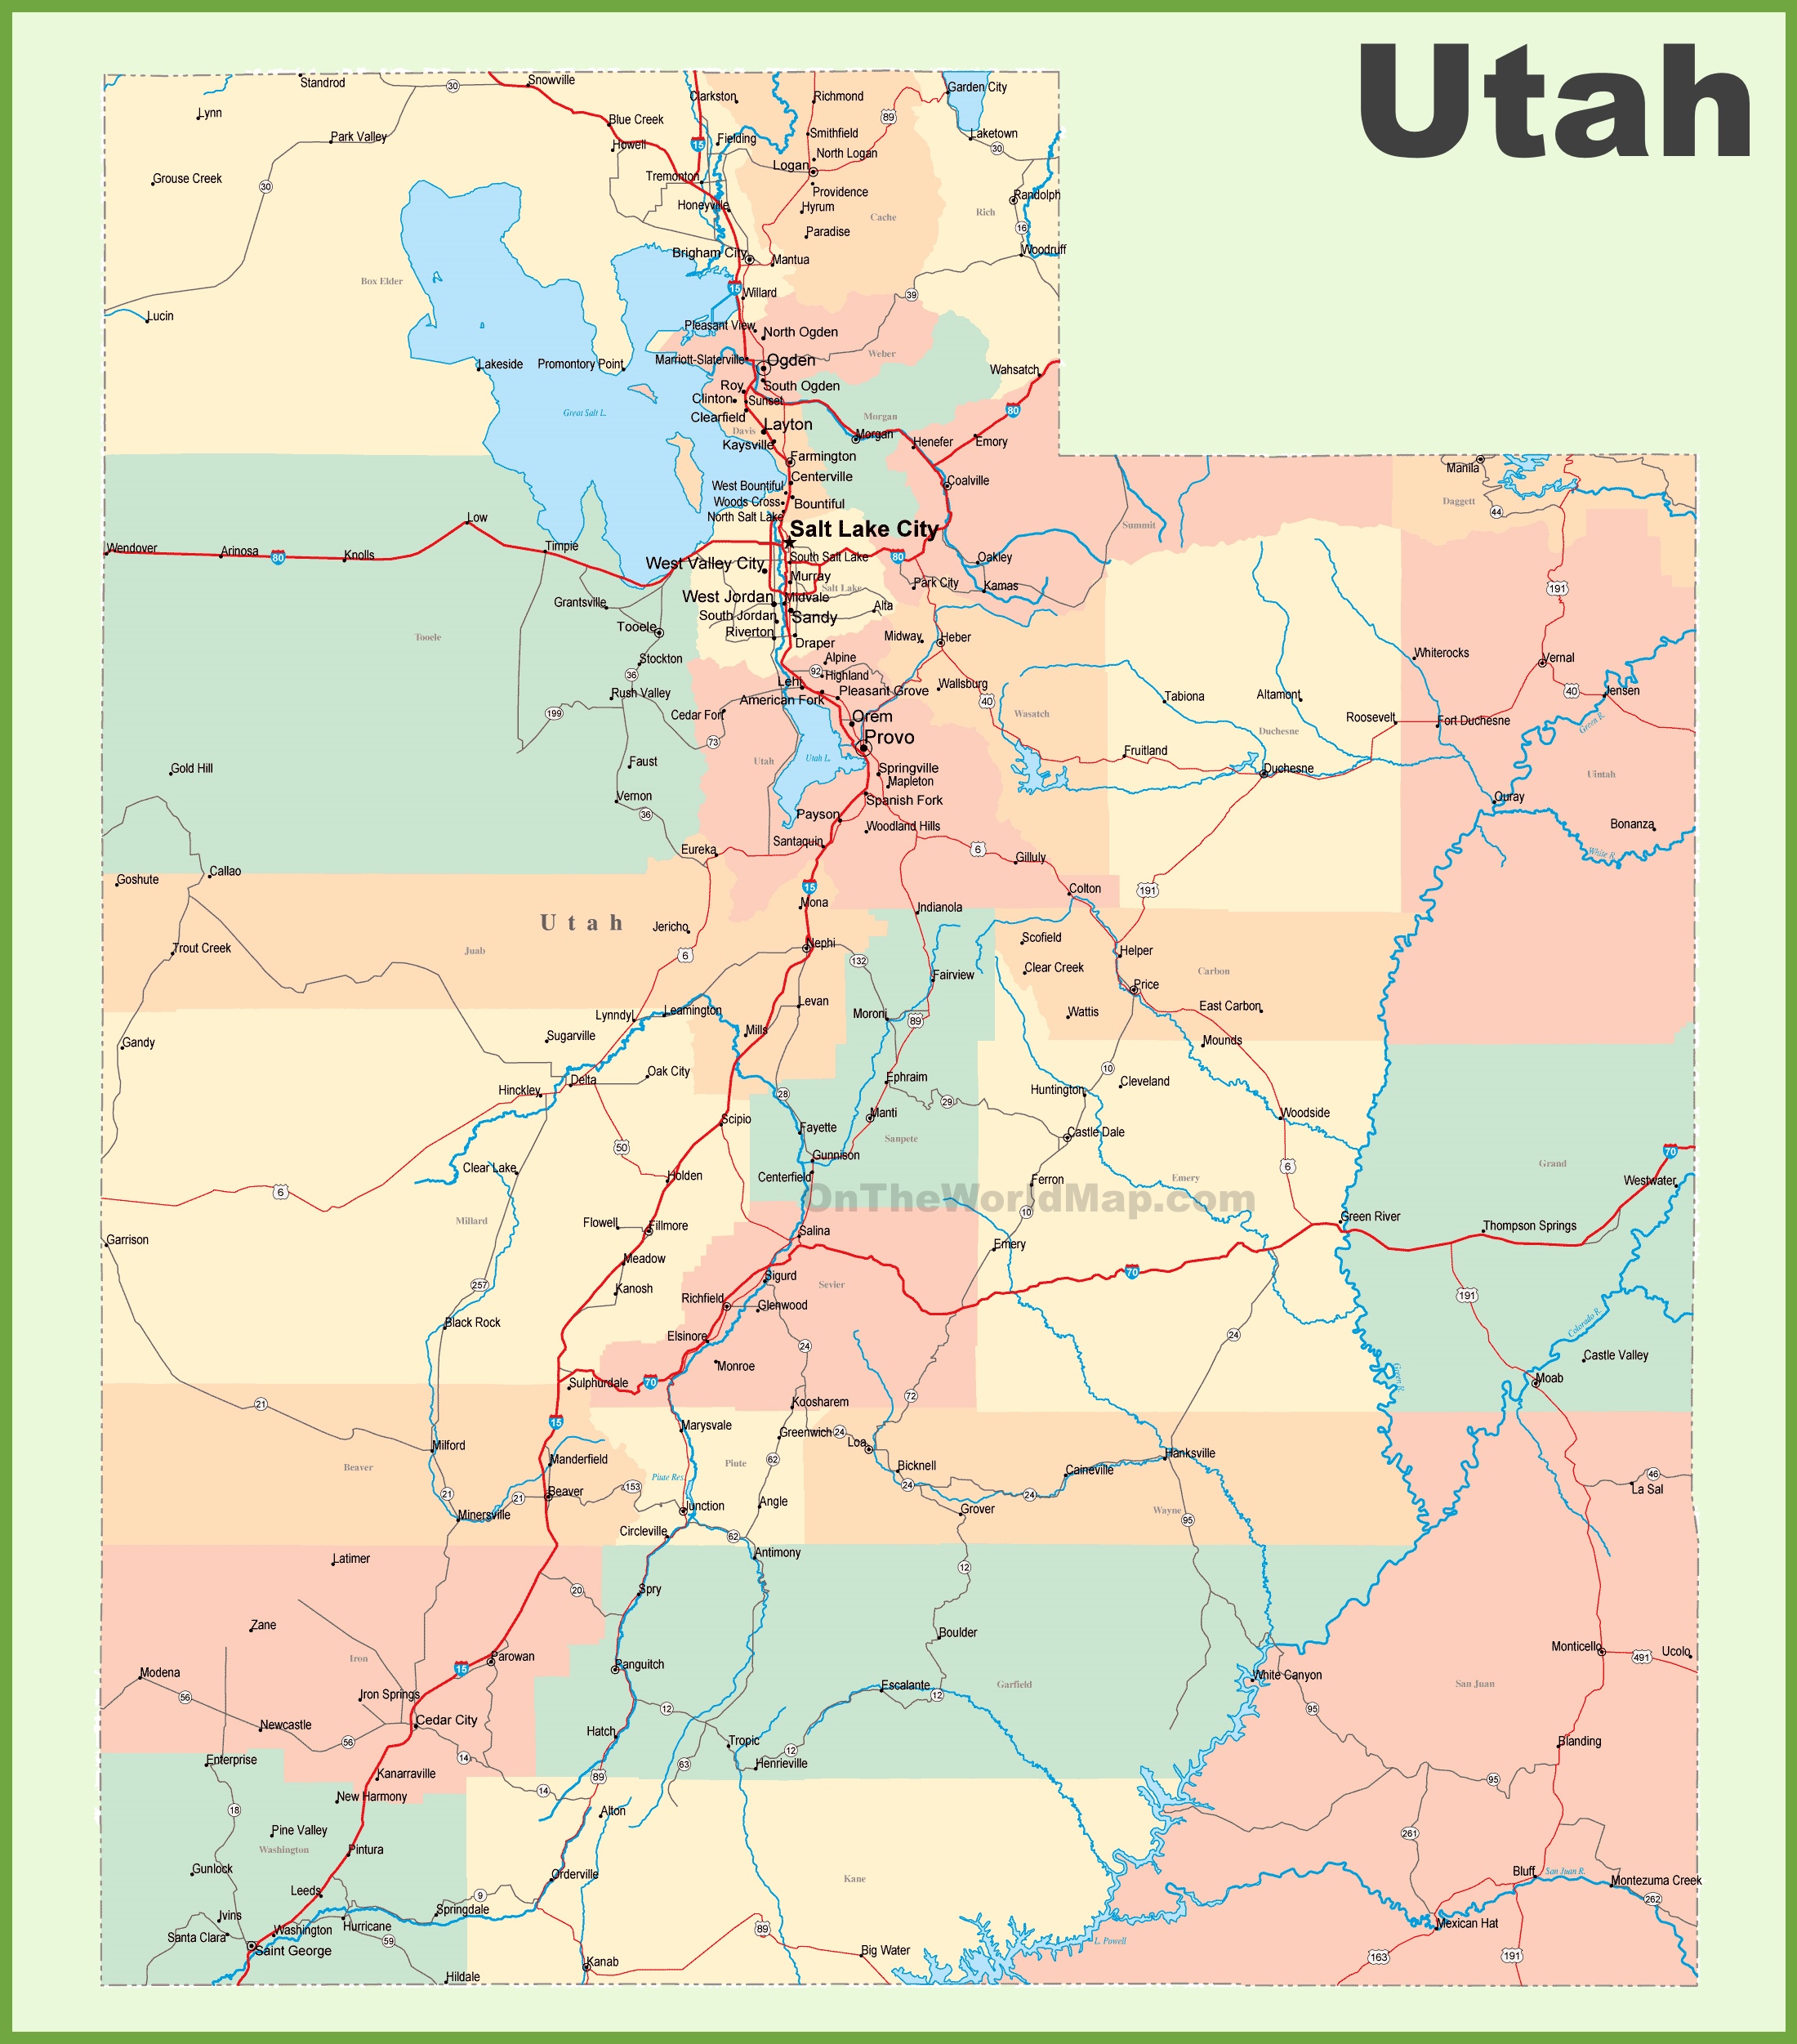 Utah
Standrod
30
Snowville
Clarkston
Richmond
Garden City
Lynn
Blue Creek
89
Park Valley
Howell
15
Fielding
Smithfield
Laketown
30
North Logan
Logan
Grouse Creek
30
Tremonton
Providence
Randolph
Honeyville
Hyrum
Cache
Rich
16
Paradise
Brigham City
Mantua
Woodruff
Box Elder
15
Willard
39
Lucin
Pleasant View
North Ogden
Lakeside
Promontory Point
Marriott-Slaterville
Ogden
Weber
Wahsatch
Roy
South Ogden
Clinton
Sunset
Great Salt L.
Clearfield
Morgan
80
Davis
Layton
Morgan
Henefer
Emory
Kaysville
Farmington
Manila
Centerville
Coalville
West Bountiful
Woods Cross
Bountiful
Daggett
44
North Salt Lake
Low
Salt Lake City
Summit
Wendover
Arinosa
80
Knolls
Timpie
South Salt Lake
80
Oakley
West Valley City
Murray
Salt Lake
Park City
Kamas
191
Grantsville
West Jordan
Midvale
Alta
South Jordan
Sandy
Tooele
Riverton
Draper
Midway
Heber
Tooele
Stockton
Alpine
Whiterocks
Vernal
36
92
Highland
Rush Valley
Lehi
Pleasant Grove
Wallsburg
40
Jensen
American Fork
40
Tabiona
Altamont
199
Cedar Fort
Orem
Wasatch
Roosevelt
Fort Duchesne
Green R.
73
Provo
Duchesne
Fruitland
Gold Hill
Faust
Utah
Utah L.
Springville
Duchesne
Uintah
Mapleton
Vernon
Spanish Fork
Ouray
36
Payson
Woodland Hills
Bonanza
Santaquin
Eureka
6
Gilluly
White R.
Goshute
Callao
15
Colton
191
Mona
Indianola
Utah
Jericho
Trout Creek
Juab
6
Nephi
132
Scofield
Helper
Clear Creek
Carbon
Fairview
Price
Leamington
Levan
East Carbon
Lynndyl
Moroni
89
Wattis
Sugarville
Mills
Gandy
Mounds
10
Oak City
Ephraim
Delta
Huntington
Cleveland
Hinckley
28
29
Manti
Woodside
Scipio
Fayette
Castle Dale
50
Sanpete
Gunnison
Clear Lake
Holden
Centerfield
Ferron
Emery
6
Grand
70
Westwater
6
OnTheWorldMap.com
10
Millard
Flowell
Fillmore
Green River
Thompson Springs
Garrison
Salina
Emery
Meadow
70
257
Kanosh
Sigurd
Sevier
191
Richfield
Glenwood
Black Rock
Elsinore
24
24
Colorado R.
Monroe
Castle Valley
70
Sulphurdale
Green R.
Moab
21
72
Koosharem
15
Marysvale
Greenwich
24
Loa
Milford
Manderfield
Hanksville
Beaver
62
Piute
Bicknell
Caineville
Piute Res.
46
La Sal
21
21
Beaver
153
24
24
Junction
Angle
Grover
Wayne
95
Minersville
Circleville
62
Latimer
Antimony
12
20
Spry
Zane
Boulder
Monticello
Ucolo
Iron
Parowan
491
15
Panguitch
Modena
White Canyon
San Juan
56
Iron Springs
Escalante
Garfield
12
12
95
Newcastle
Cedar City
56
Hatch
Tropic
12
Blanding
Enterprise
14
Henrieville
63
Kanarraville
14
89
95
New Harmony
18
Alton
Pine Valley
261
Washington
Pintura
Gunlock
Orderville
Kane
Bluff
San Juan R.
Leeds
9
Montezuma Creek
262
Springdale
Ivins
Washington
Hurricane
89
Mexican Hat
Santa Clara
59
L. Powell
Saint George
Big Water
163
191
Kanab
Hildale